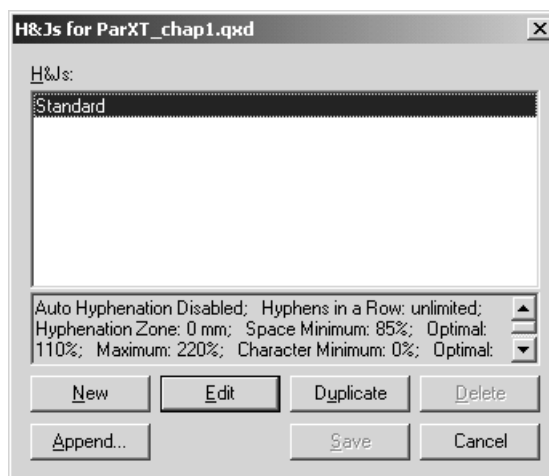 H&Js for ParXT_chap1.qxd
H&Js:
Standard
Auto Hyphenation Disabled; Hyphens in a Row: unlimited;
Hyphenation Zone: 0 mm; Space Minimum: 85%; Optimal:
110%; Maximum: 220%; Character Minimum: 0%; Optimal:
New Edit Duplicate Delete
Append... Save Cancel